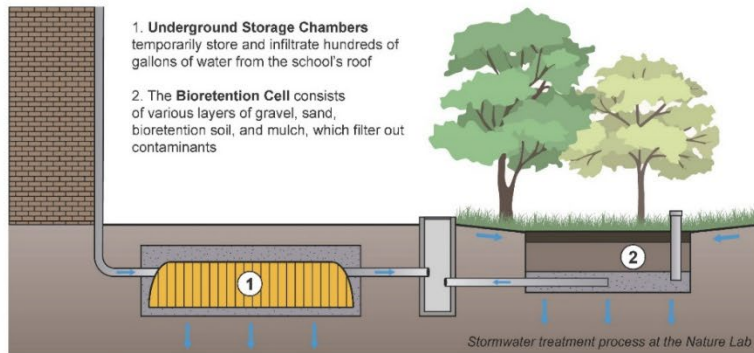 1. Underground Storage Chambers
temporarily store and infiltrate hundreds of
gallons of water from the school's roof
2. The Bioretention Cell consists
of various layers of gravel, sand,
bioretention soil, and mulch, which filter out
contaminants
1
2
Stormwater treatment process at the Nature Lab